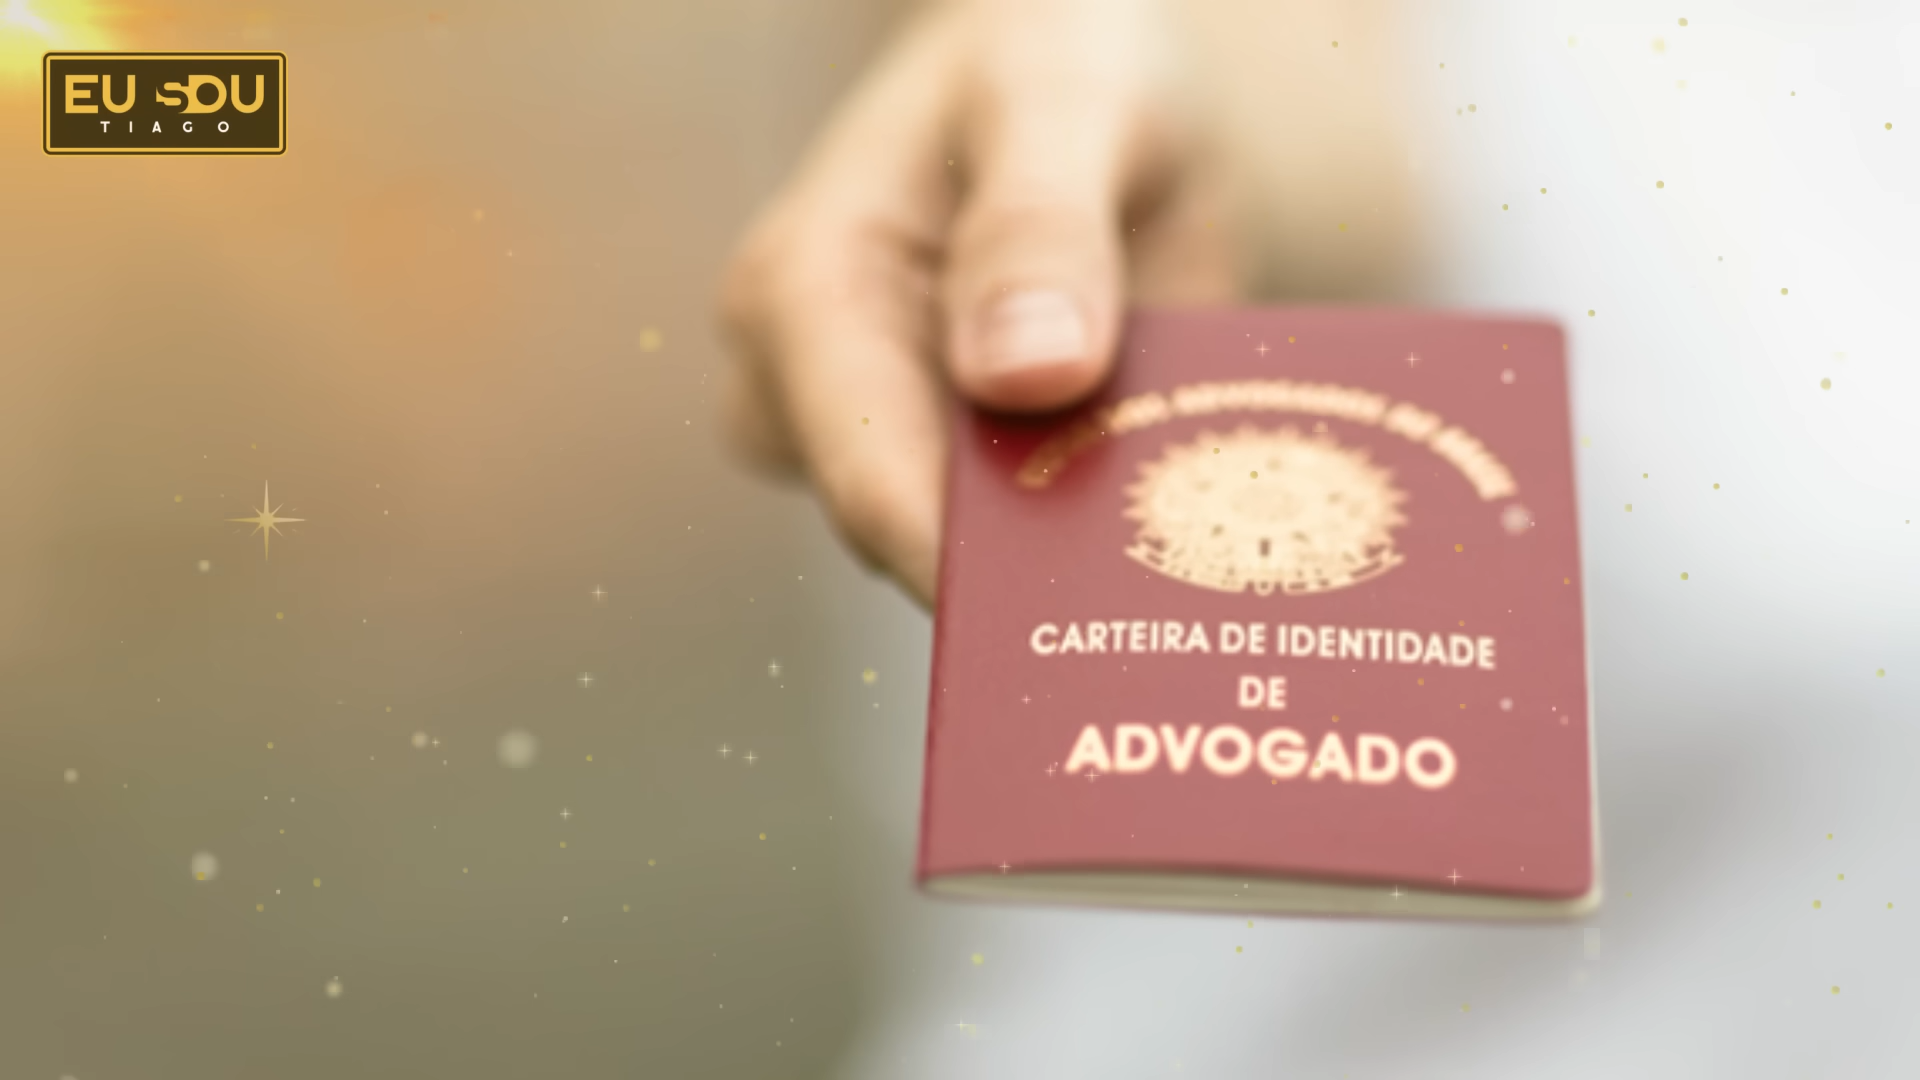 EU SOU
TIAGO
CARTEIRA DE IDENTIDADE
DE
ADVOGADO